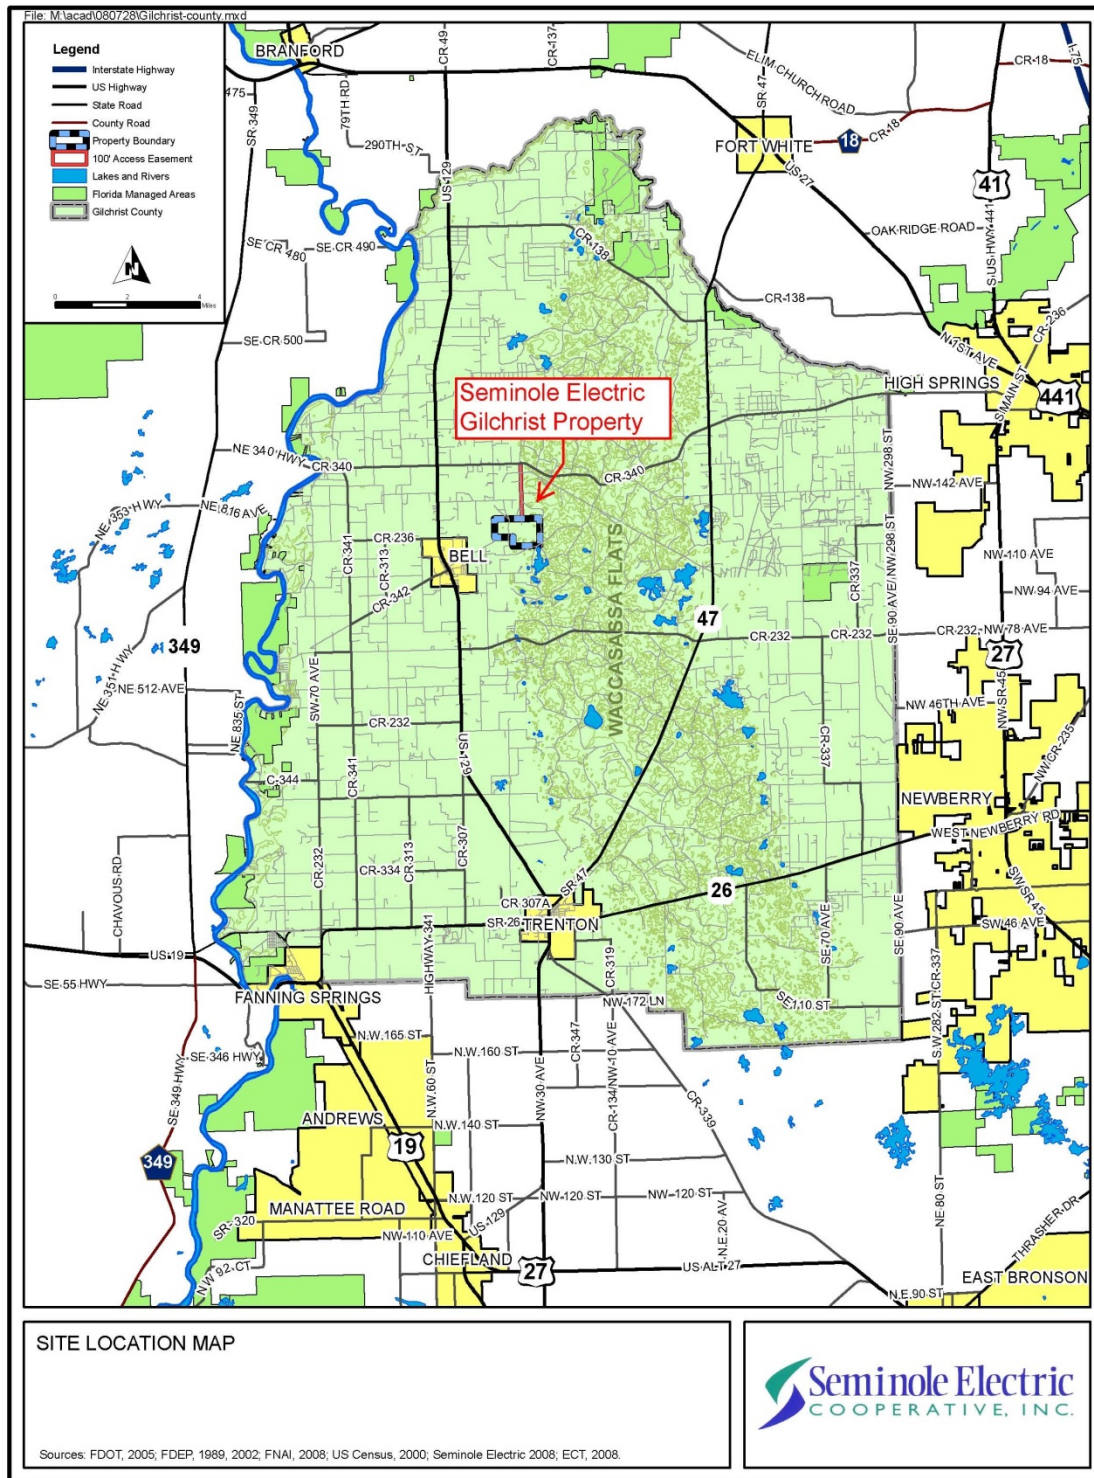 File: M:\acad\080728\Gilchrist-county.mxd
Legend
Interstate Highway
US Highway
State Road
County Road
Property Boundary
100' Access Easement
Lakes and Rivers
Florida Managed Areas
Gilchrist County
N
0 2 4
Miles
BRANFORD
CR-49
CR-137
ELIM CHURCH ROAD
SR-47
CR-18
I-75
475
SR-349
79TH RD
290TH-ST
US-129
FORT WHITE
18
CR-18
US-27
41
SE CR 480
SE-CR 490
CR-138
OAK RIDGE ROAD
S US HWY 441
SE-CR 500
CR-138
CR-236
N 1ST AVE
HIGH SPRINGS
S MAIN ST
441
Seminole Electric
Gilchrist Property
NE 340 HWY
CR-340
CR-340
NW 298 ST
NW-142 AVE
NE-353 HWY
NE 816 AVE
CR-341
CR-236
CR-313
BELL
WACCASASSA FLATS
SE-90 AVE/NW 298 ST
NW-110 AVE
CR-342
CR-337
NW-94 AVE
47
349
CR-232
CR-232
CR 232
NW-78 AVE
27
NE-351 HWY
NE 512 AVE
SW-70 AVE
NW 46TH AVE
NW-SR-45
NE 835 ST
CR-232
US-129
CR-337
NW CR-235
C-344
CR-341
NEWBERRY
WEST NEWBERRY RD
CHAVOUS-RD
CR-232
CR-334
CR-313
CR-307
SR-47
26
SW SR 45
CR 307A
TRENTON
SR-26
HIGHWAY-341
SE-70 AVE
SE-90 AVE
SW-46 AVE
US-19
CR-319
CR-337
SE-55 HWY
FANNING SPRINGS
NW-172 LN
SE 110 ST
N.W. 165 ST
S.W. 282 ST
SE-346 HWY
N.W. 60 ST
N.W. 160 ST
NW-30 AVE
CR-347
CR-134/NW-10 AVE
CR-339
SE-349 HWY
ANDREWS
19
N.W. 140 ST
349
N.W. 130 ST
N.W. 120 ST
NW-120 ST
NW-120 ST
MANATTEE ROAD
SR-320
NW-110 AVE
US-129
N.E. 20 AV
NE-80 ST
THRASHER-DR
NW 92-CT
CHIEFLAND
27
US ALT 27
EAST BRONSON
N.E. 90 ST
SITE LOCATION MAP
Sources: FDOT, 2005; FDEP, 1989, 2002; FNAI, 2008; US Census, 2000; Seminole Electric 2008; ECT, 2008.
Seminole Electric
COOPERATIVE, INC.